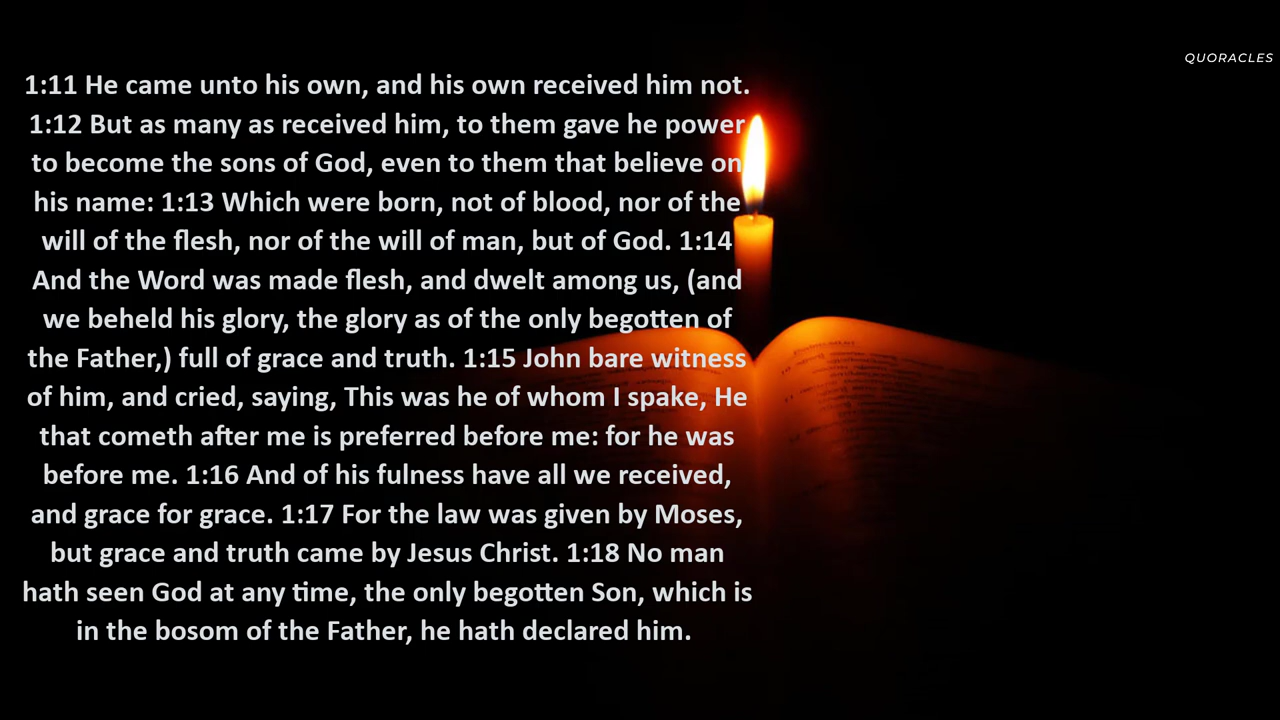 QUORACLES
1:11 He came unto his own, and his own received him not.
1:12 But as many as received him, to them gave he power
to become the sons of God, even to them that believe on
his name: 1:13 Which were born, not of blood, nor of the
will of the flesh, nor of the will of man, but of God. 1:14
And the Word was made flesh, and dwelt among us, (and
we beheld his glory, the glory as of the only begotten of
the Father,) full of grace and truth. 1:15 John bare witness
of him, and cried, saying, This was he of whom I spake, He
that cometh after me is preferred before me: for he was
before me. 1:16 And of his fulness have all we received,
and grace for grace. 1:17 For the law was given by Moses,
but grace and truth came by Jesus Christ. 1:18 No man
hath seen God at any time, the only begotten Son, which is
in the bosom of the Father, he hath declared him.